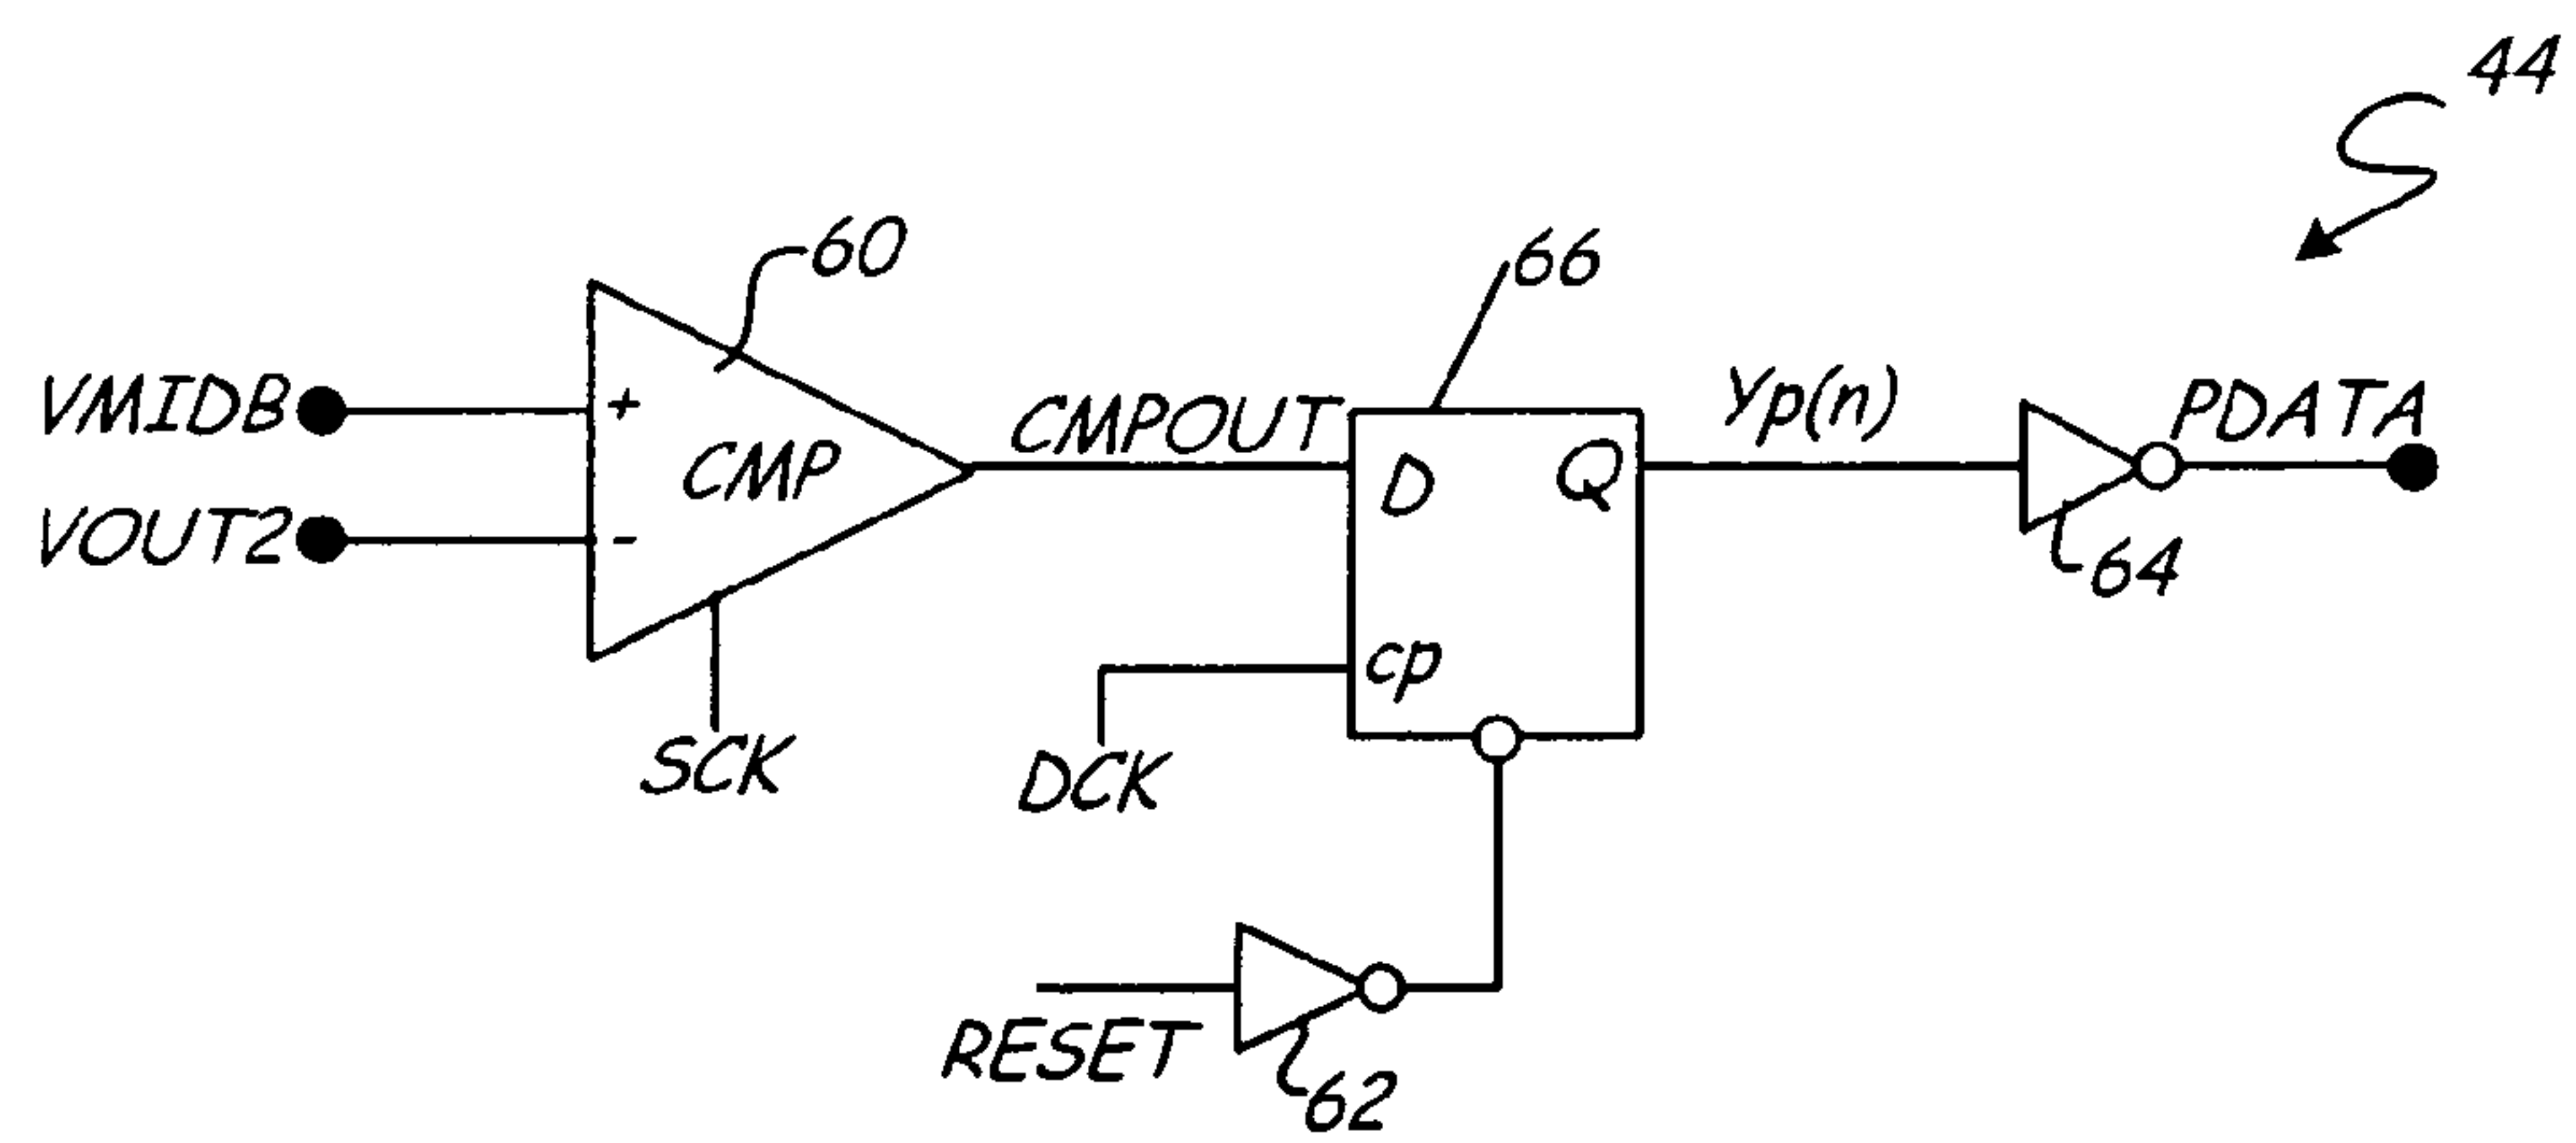 44
60
66
VMIDB
+
CMP
CMPOUT
D
Q
Yp(n)
PDATA
VOUT2
-
64
cp
SCK
DCK
RESET
62